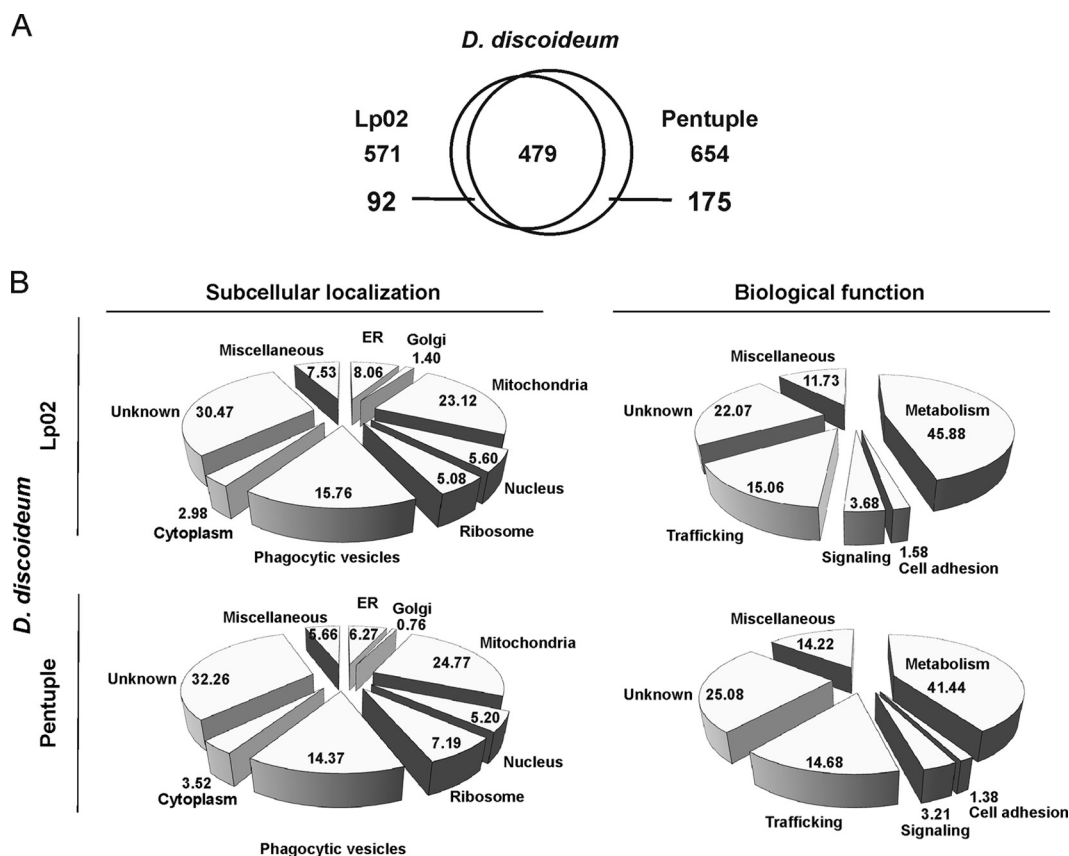 A
D. discoideum
Lp02
571
92
479
Pentuple
654
175
B
Subcellular localization
Biological function
D. discoideum
Lp02
Miscellaneous
7.53
ER
8.06
Golgi
1.40
Mitochondria
23.12
Nucleus
5.60
Ribosome
5.08
Phagocytic vesicles
15.76
Cytoplasm
2.98
Unknown
30.47
Miscellaneous
11.73
Metabolism
45.88
Cell adhesion
1.58
Signaling
3.68
Trafficking
15.06
Unknown
22.07
Pentuple
Miscellaneous
5.66
ER
6.27
Golgi
0.76
Mitochondria
24.77
Nucleus
5.20
Ribosome
7.19
Phagocytic vesicles
14.37
Cytoplasm
3.52
Unknown
32.26
Miscellaneous
14.22
Metabolism
41.44
Cell adhesion
1.38
Signaling
3.21
Trafficking
14.68
Unknown
25.08